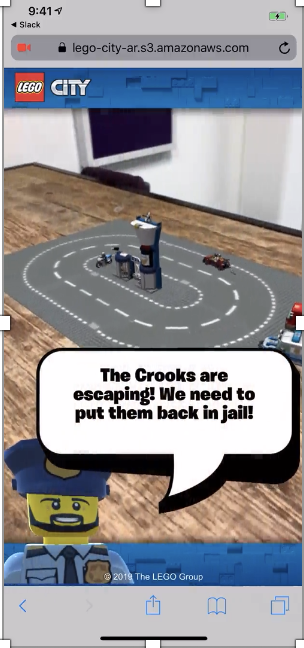 9:41
Slack
lego-city-ar.s3.amazonaws.com
LEGO CITY
The Crooks are
escaping! We need to
put them back in jail!
© 2019 The LEGO Group